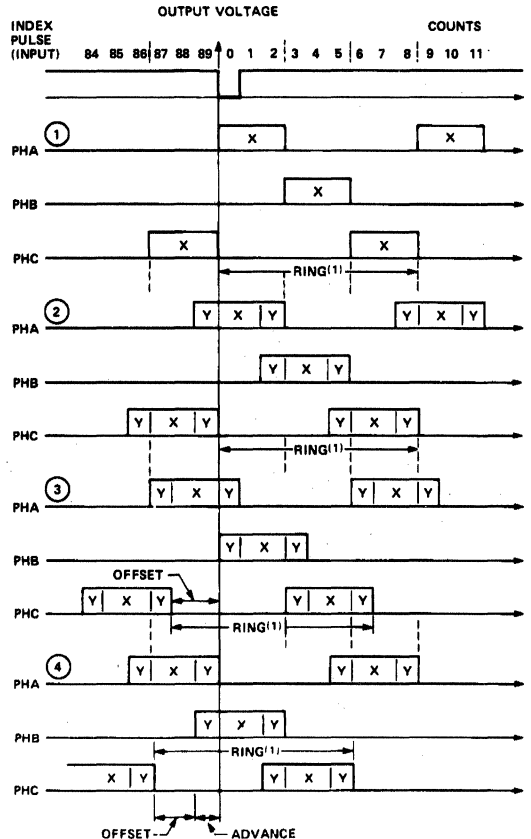 OUTPUT VOLTAGE
INDEX PULSE (INPUT)
COUNTS
84 85 86 87 88 89 0 1 2 3 4 5 6 7 8 9 10 11
1
PHA X X
PHB X
PHC X X
RING(1)
2
PHA Y X Y Y X Y
PHB Y X Y
PHC Y X Y Y X Y
RING(1)
3
PHA Y X Y Y X Y
PHB Y X Y
OFFSET
PHC Y X Y Y X Y
RING(1)
4
PHA Y X Y Y X Y
PHB Y X Y
RING(1)
PHC X Y Y X Y
OFFSET ADVANCE